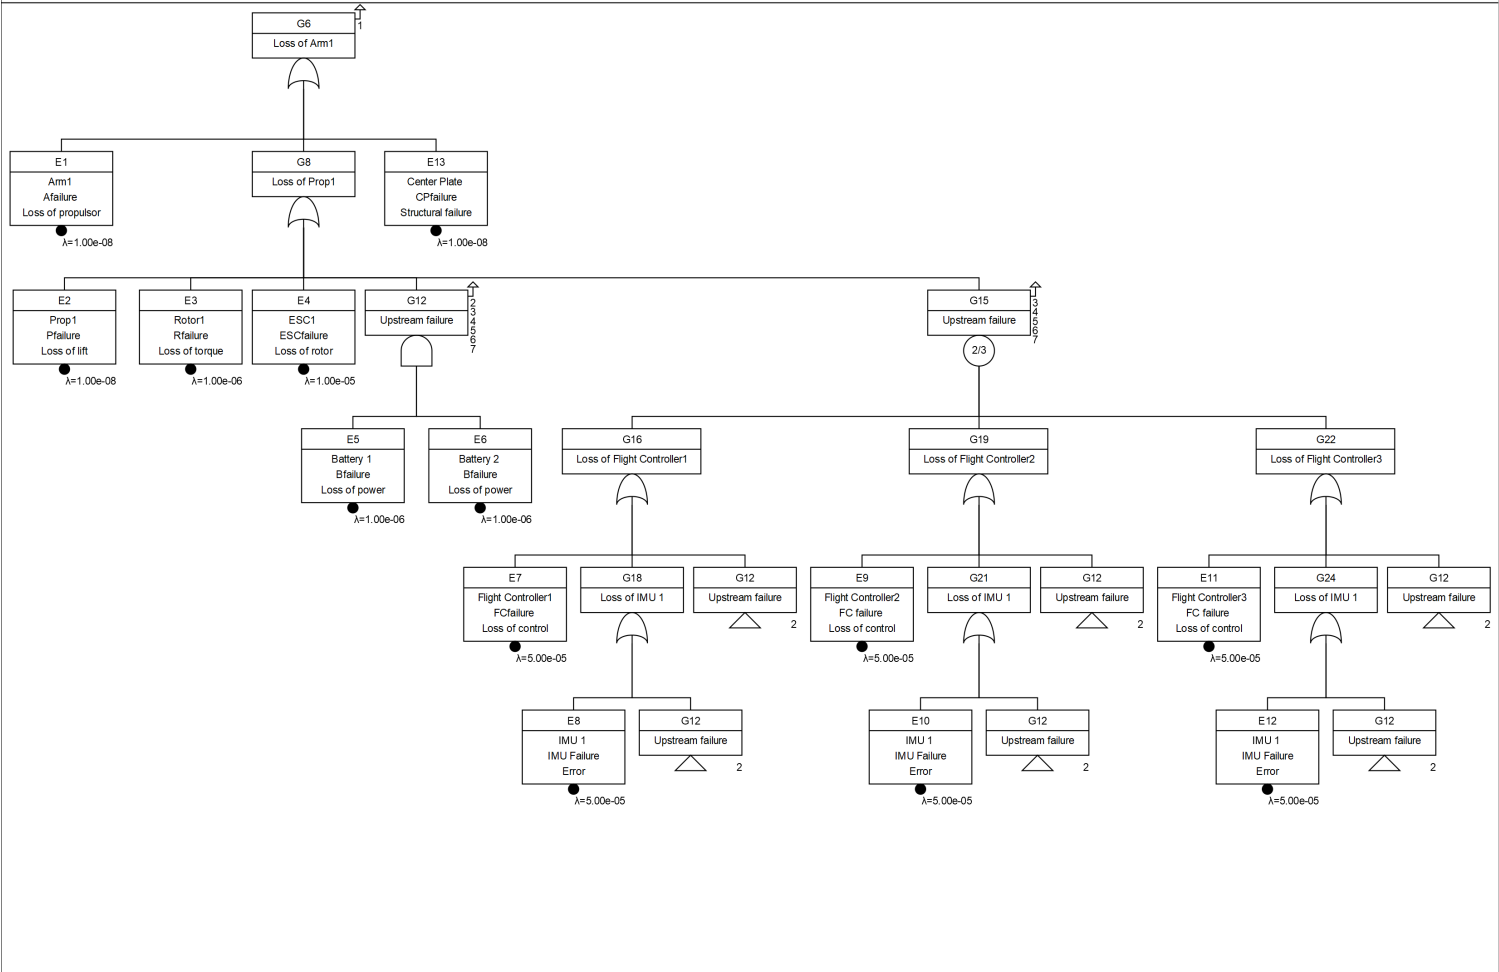 G6
1
Loss of Arm1
E1
G8
E13
Arm1
Afailure
Loss of propulsor
Loss of Prop1
Center Plate
CPfailure
Structural failure
λ=1.00e-08
λ=1.00e-08
E2
E3
E4
G12
G15
Prop1
Pfailure
Loss of lift
Rotor1
Rfailure
Loss of torque
ESC1
ESCfailure
Loss of rotor
Upstream failure
2
3
4
5
6
7
Upstream failure
3
4
5
6
7
2/3
λ=1.00e-08
λ=1.00e-06
λ=1.00e-05
E5
E6
G16
G19
G22
Battery 1
Bfailure
Loss of power
Battery 2
Bfailure
Loss of power
Loss of Flight Controller1
Loss of Flight Controller2
Loss of Flight Controller3
λ=1.00e-06
λ=1.00e-06
E7
G18
G12
E9
G21
G12
E11
G24
G12
Flight Controller1
FCfailure
Loss of control
Loss of IMU 1
Upstream failure
2
Flight Controller2
FC failure
Loss of control
Loss of IMU 1
Upstream failure
2
Flight Controller3
FC failure
Loss of control
Loss of IMU 1
Upstream failure
2
λ=5.00e-05
λ=5.00e-05
λ=5.00e-05
E8
G12
E10
G12
E12
G12
IMU 1
IMU Failure
Error
Upstream failure
2
IMU 1
IMU Failure
Error
Upstream failure
2
IMU 1
IMU Failure
Error
Upstream failure
2
λ=5.00e-05
λ=5.00e-05
λ=5.00e-05